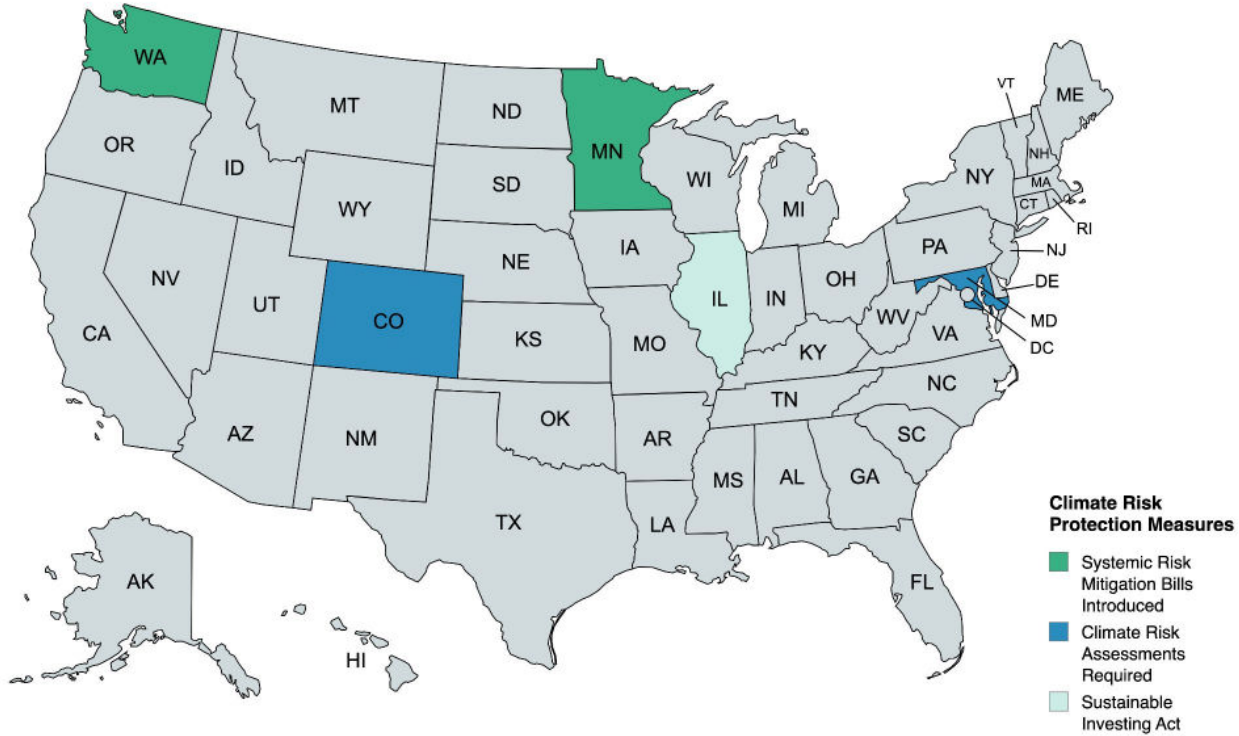 WA
MT
ND
MN
OR
ID
SD
WI
WY
MI
VT
ME
NH
NY
MA
CT
RI
IA
NE
PA
NJ
NV
UT
CO
IL
IN
OH
DE
CA
KS
MO
WV
VA
MD
DC
KY
NC
TN
AZ
NM
OK
AR
SC
MS
AL
GA
TX
LA
AK
FL
HI
Climate Risk
Protection Measures
Systemic Risk
Mitigation Bills
Introduced
Climate Risk
Assessments
Required
Sustainable
Investing Act